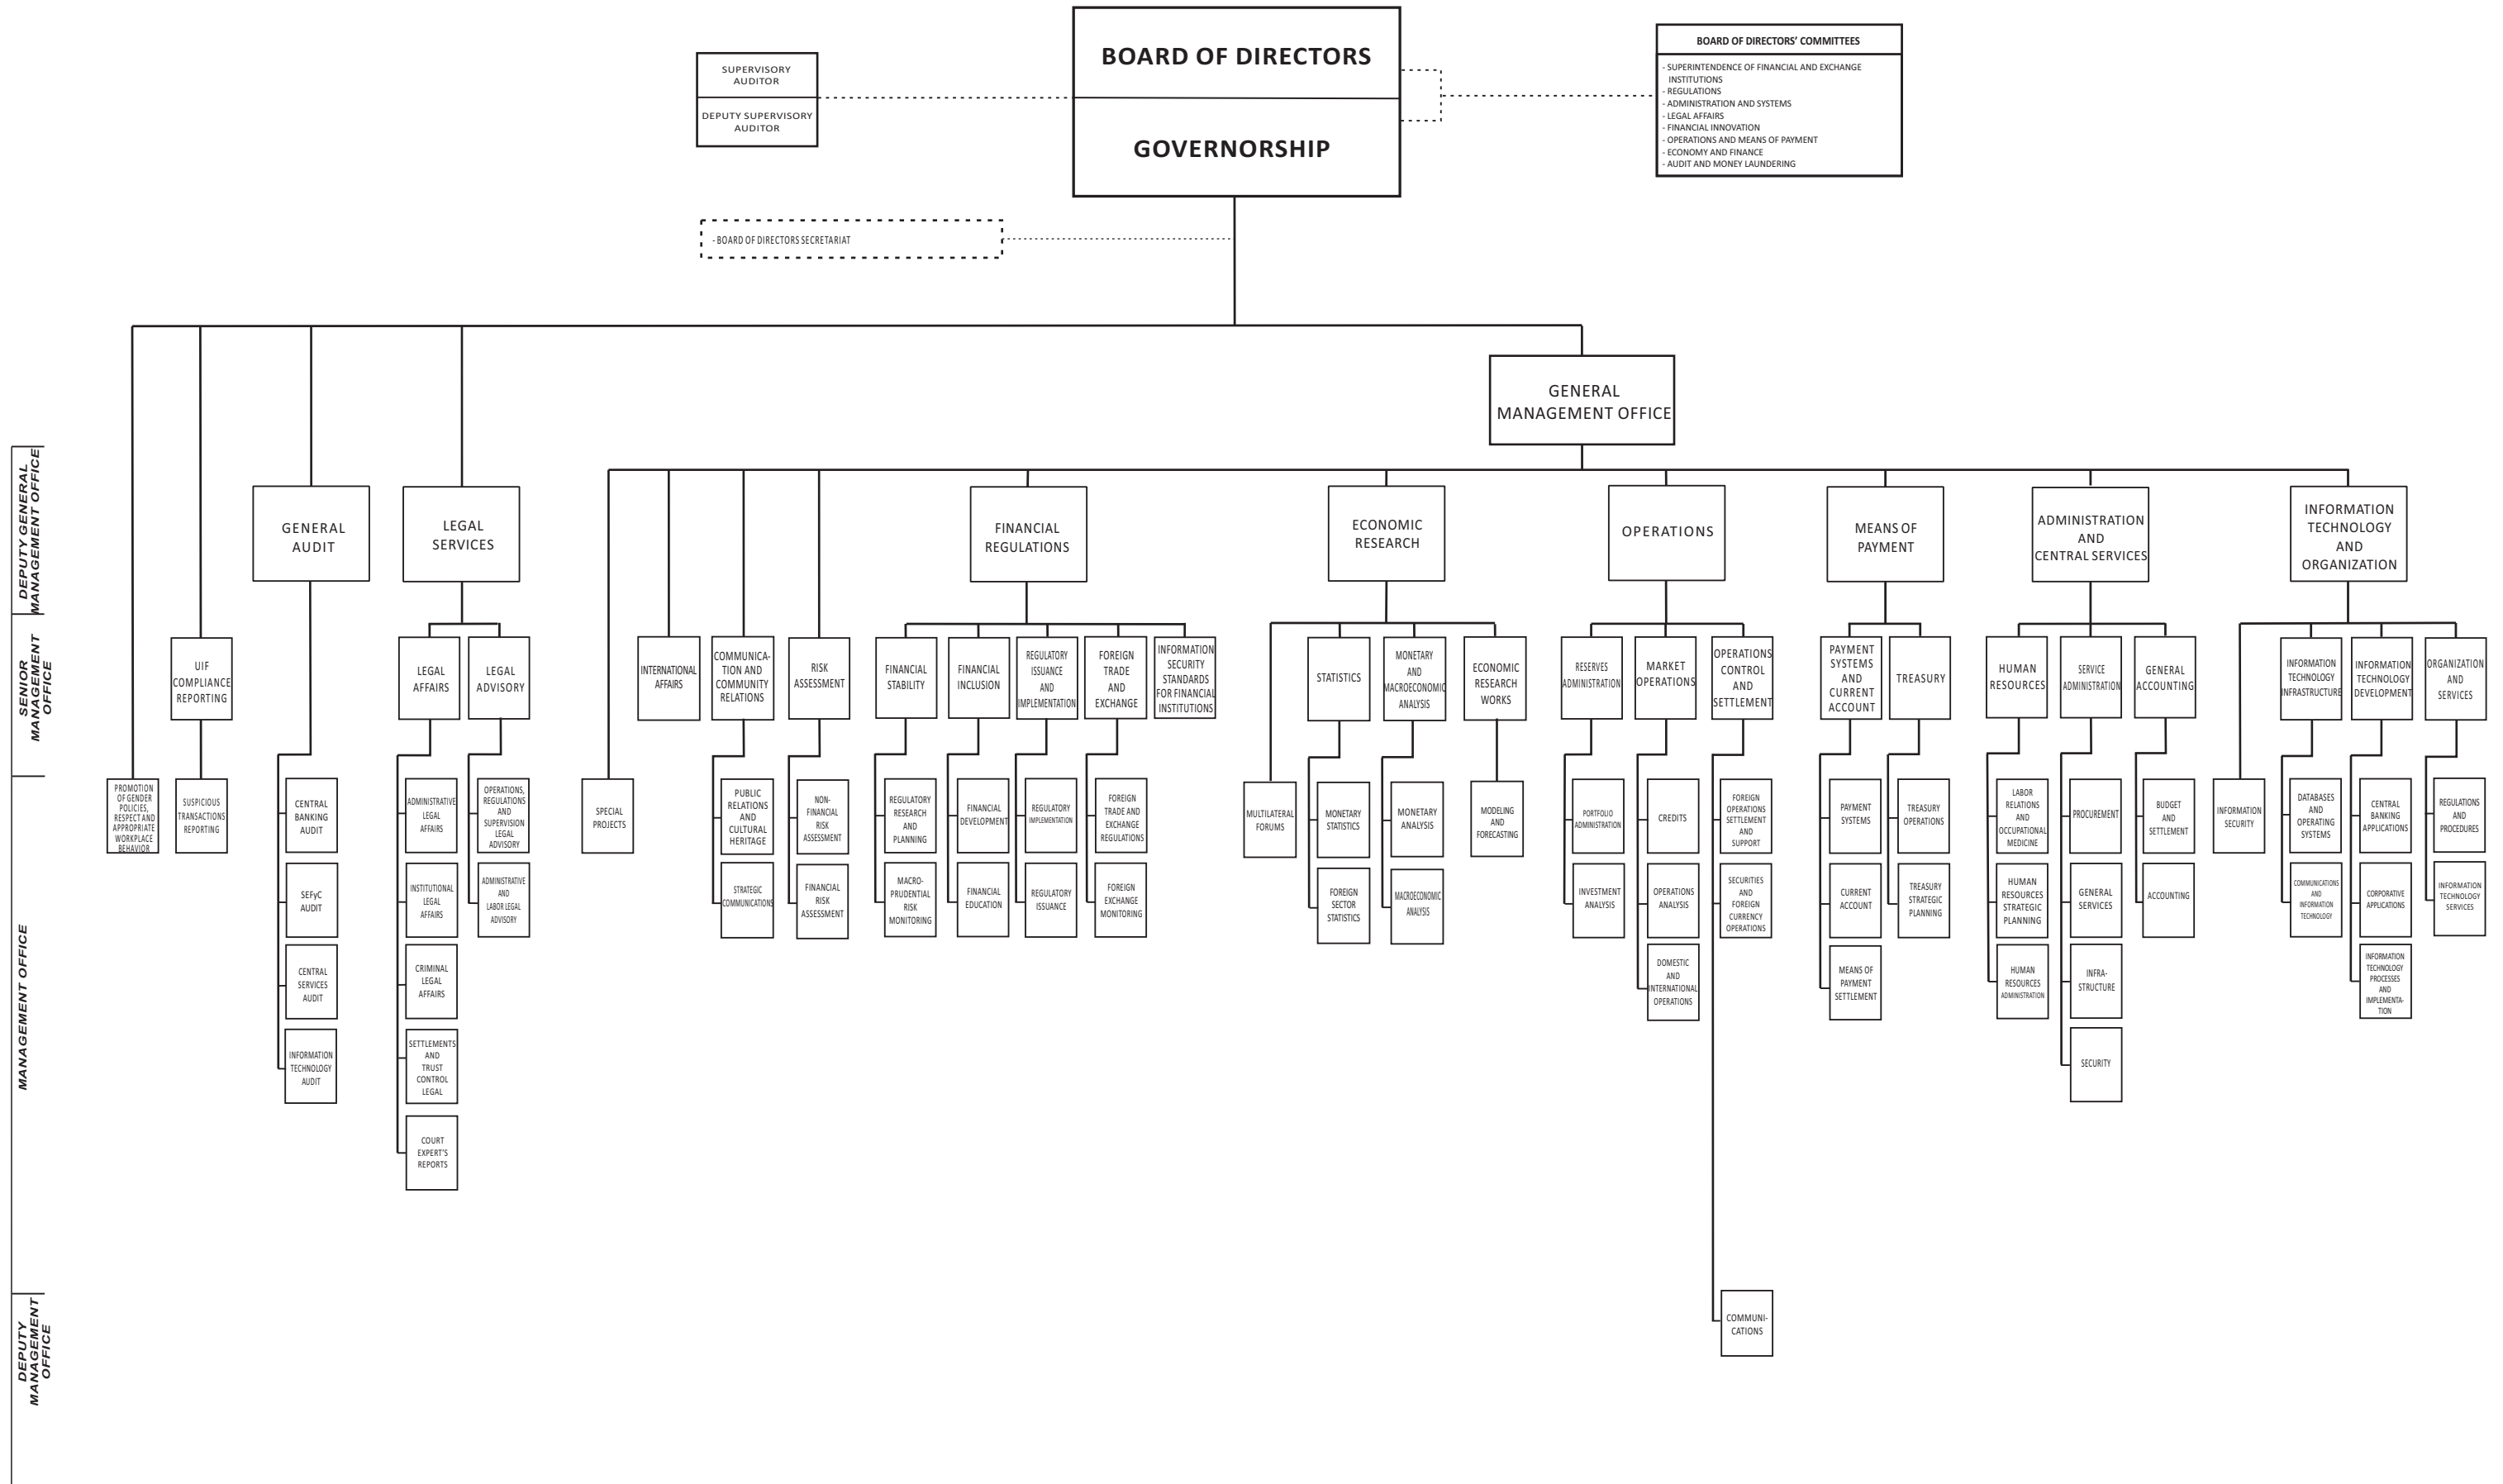 BOARD OF DIRECTORS
GOVERNORSHIP
SUPERVISORY
AUDITOR
DEPUTY SUPERVISORY
AUDITOR
BOARD OF DIRECTORS' COMMITTEES
- SUPERINTENDENCE OF FINANCIAL AND EXCHANGE
INSTITUTIONS
- REGULATIONS
- ADMINISTRATION AND SYSTEMS
- LEGAL AFFAIRS
- FINANCIAL INNOVATION
- OPERATIONS AND MEANS OF PAYMENT
- ECONOMY AND FINANCE
- AUDIT AND MONEY LAUNDERING
- BOARD OF DIRECTORS SECRETARIAT
GENERAL
MANAGEMENT OFFICE
DEPUTY GENERAL
MANAGEMENT OFFICE
GENERAL
AUDIT
LEGAL
SERVICES
FINANCIAL
REGULATIONS
ECONOMIC
RESEARCH
OPERATIONS
MEANS OF
PAYMENT
ADMINISTRATION
AND
CENTRAL SERVICES
INFORMATION
TECHNOLOGY
AND
ORGANIZATION
SENIOR
MANAGEMENT
OFFICE
UIF
COMPLIANCE
REPORTING
LEGAL
AFFAIRS
LEGAL
ADVISORY
INTERNATIONAL
AFFAIRS
COMMUNICA-
TION AND
COMMUNITY
RELATIONS
RISK
ASSESSMENT
FINANCIAL
STABILITY
FINANCIAL
INCLUSION
REGULATORY
ISSUANCE
AND
IMPLEMENTATION
FOREIGN
TRADE
AND
EXCHANGE
INFORMATION
SECURITY
STANDARDS
FOR FINANCIAL
INSTITUTIONS
STATISTICS
MONETARY
AND
MACROECONOMIC
ANALYSIS
ECONOMIC
RESEARCH
WORKS
RESERVES
ADMINISTRATION
MARKET
OPERATIONS
OPERATIONS
CONTROL
AND
SETTLEMENT
PAYMENT
SYSTEMS
AND
CURRENT
ACCOUNT
TREASURY
HUMAN
RESOURCES
SERVICE
ADMINISTRATION
GENERAL
ACCOUNTING
INFORMATION
TECHNOLOGY
INFRASTRUCTURE
INFORMATION
TECHNOLOGY
DEVELOPMENT
ORGANIZATION
AND
SERVICES
MANAGEMENT OFFICE
PROMOTION
OF GENDER
POLICIES,
RESPECT AND
APPROPRIATE
WORKPLACE
BEHAVIOR
SUSPICIOUS
TRANSACTIONS
REPORTING
CENTRAL
BANKING
AUDIT
SEFyC
AUDIT
CENTRAL
SERVICES
AUDIT
INFORMATION
TECHNOLOGY
AUDIT
ADMINISTRATIVE
LEGAL
AFFAIRS
INSTITUTIONAL
LEGAL
AFFAIRS
CRIMINAL
LEGAL
AFFAIRS
SETTLEMENTS
AND
TRUST
CONTROL
LEGAL
COURT
EXPERT'S
REPORTS
OPERATIONS,
REGULATIONS
AND
SUPERVISION
LEGAL
ADVISORY
ADMINISTRATIVE
AND
LABOR LEGAL
ADVISORY
SPECIAL
PROJECTS
PUBLIC
RELATIONS
AND
CULTURAL
HERITAGE
STRATEGIC
COMMUNICATIONS
NON-
FINANCIAL
RISK
ASSESSMENT
FINANCIAL
RISK
ASSESSMENT
REGULATORY
RESEARCH
AND
PLANNING
MACRO-
PRUDENTIAL
RISK
MONITORING
FINANCIAL
DEVELOPMENT
FINANCIAL
EDUCATION
REGULATORY
IMPLEMENTATION
REGULATORY
ISSUANCE
FOREIGN
TRADE AND
EXCHANGE
REGULATIONS
FOREIGN
EXCHANGE
MONITORING
MULTILATERAL
FORUMS
MONETARY
STATISTICS
FOREIGN
SECTOR
STATISTICS
MONETARY
ANALYSIS
MACROECONOMIC
ANALYSIS
MODELING
AND
FORECASTING
PORTFOLIO
ADMINISTRATION
INVESTMENT
ANALYSIS
CREDITS
OPERATIONS
ANALYSIS
DOMESTIC
AND
INTERNATIONAL
OPERATIONS
FOREIGN
OPERATIONS
SETTLEMENT
AND
SUPPORT
SECURITIES
AND
FOREIGN
CURRENCY
OPERATIONS
PAYMENT
SYSTEMS
CURRENT
ACCOUNT
MEANS OF
PAYMENT
SETTLEMENT
TREASURY
OPERATIONS
TREASURY
STRATEGIC
PLANNING
LABOR
RELATIONS
AND
OCCUPATIONAL
MEDICINE
HUMAN
RESOURCES
STRATEGIC
PLANNING
HUMAN
RESOURCES
ADMINISTRATION
PROCUREMENT
GENERAL
SERVICES
INFRA-
STRUCTURE
SECURITY
BUDGET
AND
SETTLEMENT
ACCOUNTING
INFORMATION
SECURITY
DATABASES
AND
OPERATING
SYSTEMS
COMMUNICATIONS
AND
INFORMATION
TECHNOLOGY
CENTRAL
BANKING
APPLICATIONS
CORPORATIVE
APPLICATIONS
INFORMATION
TECHNOLOGY
PROCESSES
AND
IMPLEMENTA-
TION
REGULATIONS
AND
PROCEDURES
INFORMATION
TECHNOLOGY
SERVICES
DEPUTY
MANAGEMENT
OFFICE
COMMUNI-
CATIONS